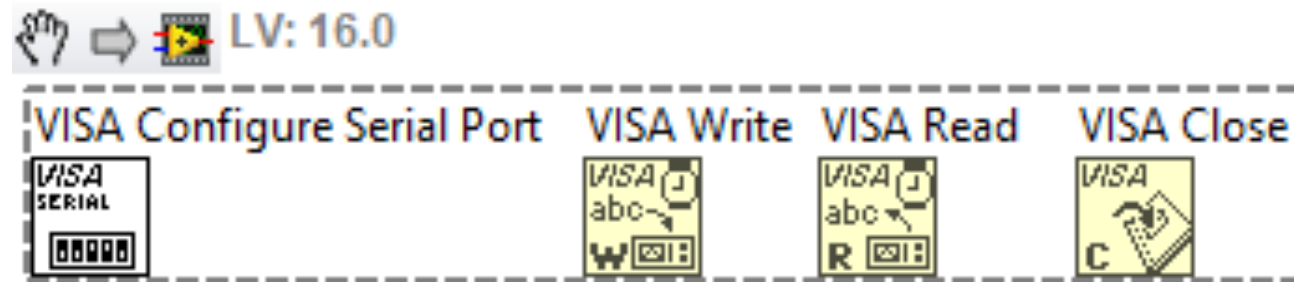 LV: 16.0
VISA Configure Serial Port VISA Write VISA Read VISA Close
VISA VISA VISA VISA
SERIAL abc abc
W R C